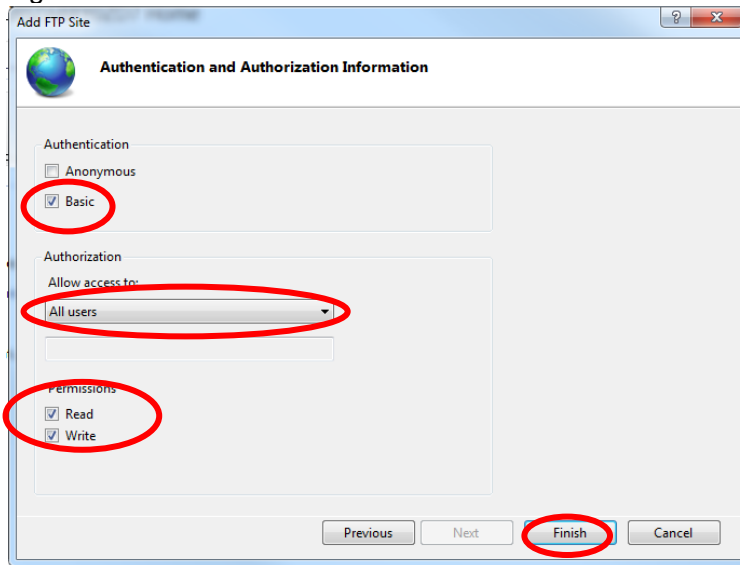 Add FTP Site
Authentication and Authorization Information
Authentication
Anonymous
Basic
Authorization
Allow access to:
All users
Permissions
Read
Write
Previous
Next
Finish
Cancel